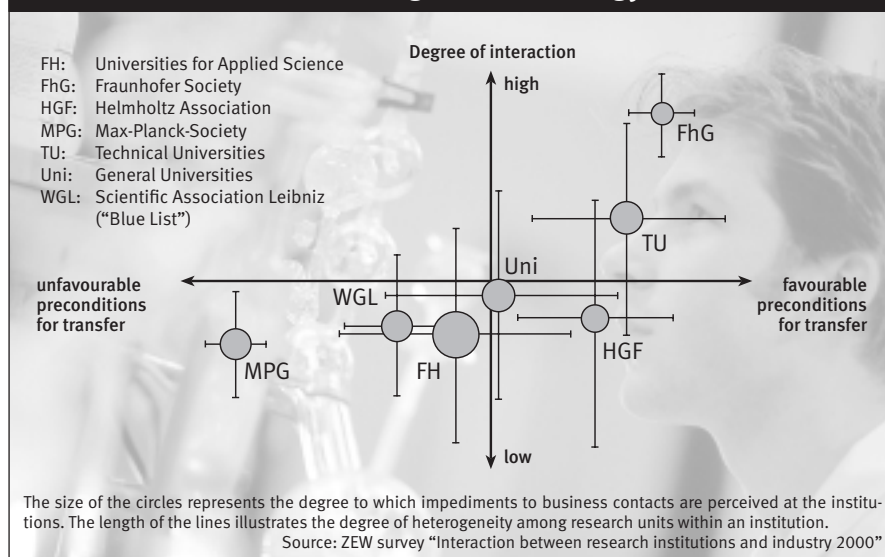 FH: Universities for Applied Science
FhG: Fraunhofer Society
HGF: Helmholtz Association
MPG: Max-Planck-Society
TU: Technical Universities
Uni: General Universities
WGL: Scientific Association Leibniz
(“Blue List”)
Degree of interaction
high
FhG
TU
Uni
unfavourable
preconditions
for transfer
favourable
preconditions
for transfer
WGL
HGF
MPG
FH
low
The size of the circles represents the degree to which impediments to business contacts are perceived at the institu-
tions. The length of the lines illustrates the degree of heterogeneity among research units within an institution.
Source: ZEW survey “Interaction between research institutions and industry 2000”